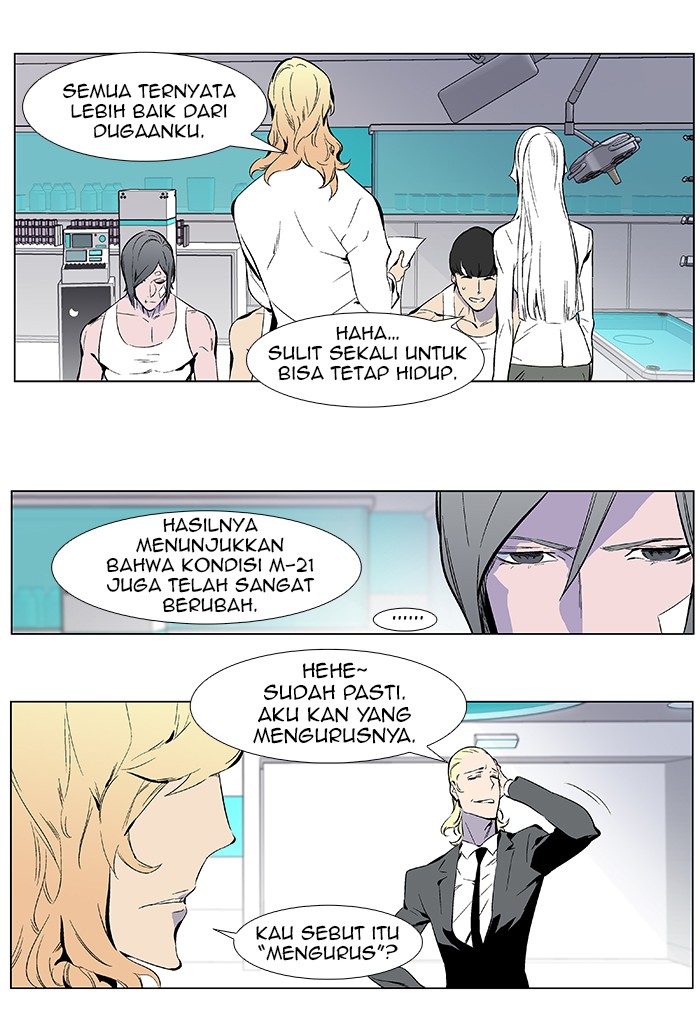 SEMUA TERNYATA
LEBIH BAIK DARI
DUGAANKU.
HAHA...
SULIT SEKALI UNTUK
BISA TETAP HIDUP.
HASILNYA
MENUNJUKKAN
BAHWA KONDISI M-21
JUGA TELAH SANGAT
BERUBAH.
......
HEHE~
SUDAH PASTI.
AKU KAN YANG
MENGURUSNYA.
KAU SEBUT ITU
“MENGURUS”?